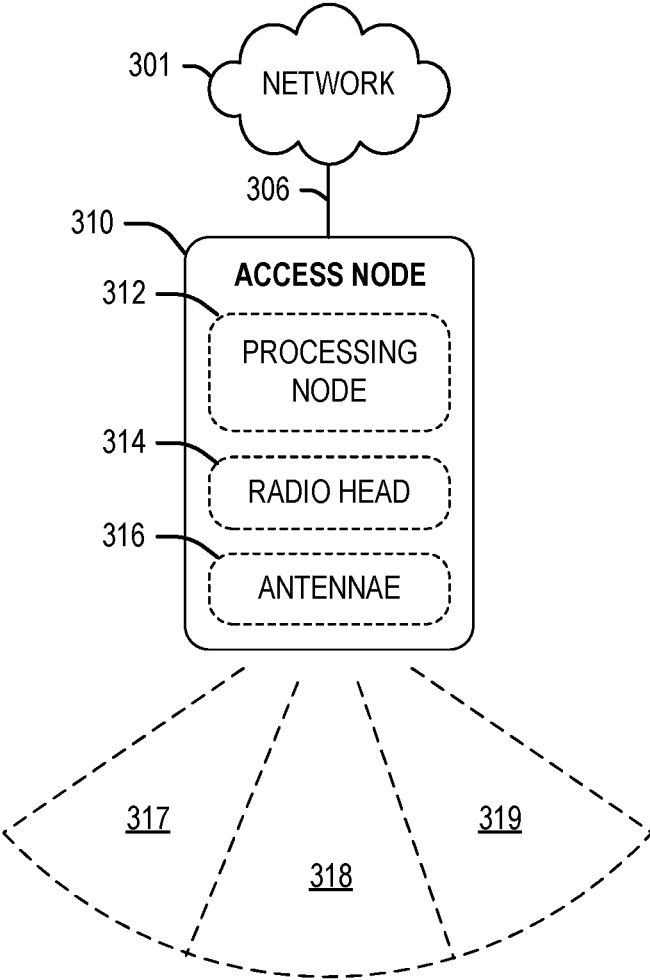 301
NETWORK
306
310
ACCESS NODE
312
PROCESSING
NODE
314
RADIO HEAD
316
ANTENNAE
317
319
318